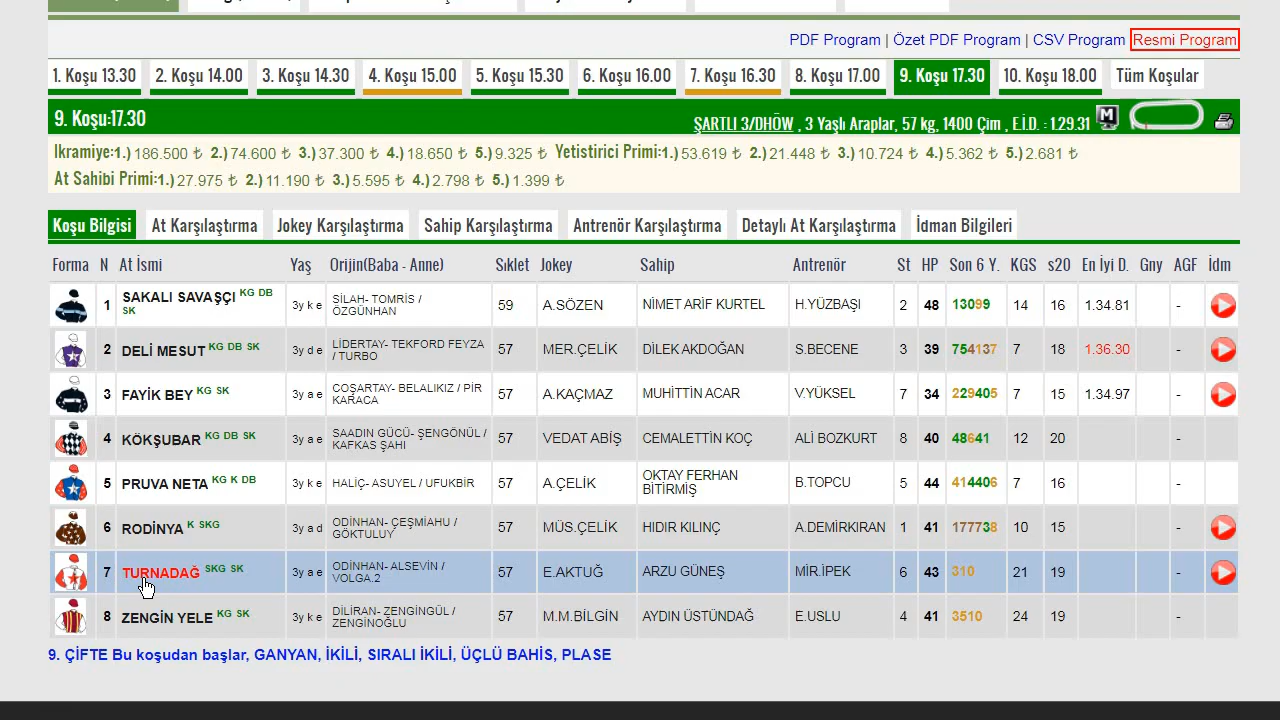 PDF Program | Özet PDF Program | CSV Program Resmi Program
1. Koşu 13.30 2. Koşu 14.00 3. Koşu 14.30 4. Koşu 15.00 5. Koşu 15.30 6. Koşu 16.00 7. Koşu 16.30 8. Koşu 17.00 9. Koşu 17.30 10. Koşu 18.00 Tüm Koşular
9. Koşu:17.30 ŞARTLI 3/DHÖW , 3 Yaşlı Araplar, 57 kg, 1400 Çim , E.İ.D. : 1.29.31 M
Ikramiye:1.) 186.500 ₺ 2.) 74.600 ₺ 3.) 37.300 ₺ 4.) 18.650 ₺ 5.) 9.325 ₺ Yetistirici Primi:1.) 53.619 ₺ 2.) 21.448 ₺ 3.) 10.724 ₺ 4.) 5.362 ₺ 5.) 2.681 ₺
At Sahibi Primi:1.) 27.975 ₺ 2.) 11.190 ₺ 3.) 5.595 ₺ 4.) 2.798 ₺ 5.) 1.399 ₺
Koşu Bilgisi At Karşılaştırma Jokey Karşılaştırma Sahip Karşılaştırma Antrenör Karşılaştırma Detaylı At Karşılaştırma İdman Bilgileri
Forma N At İsmi Yaş Orijin(Baba - Anne) Sıklet Jokey Sahip Antrenör St HP Son 6 Y. KGS s20 En İyi D. Gny AGF İdm
1 SAKALI SAVAŞÇI KG DB SK 3y k e SİLAH- TOMRİS / ÖZGÜNHAN 59 A.SÖZEN NİMET ARİF KURTEL H.YÜZBAŞI 2 48 13099 14 16 1.34.81 -
2 DELİ MESUT KG DB SK 3y d e LİDERTAY- TEKFORD FEYZA / TURBO 57 MER.ÇELİK DİLEK AKDOĞAN S.BECENE 3 39 754137 7 18 1.36.30 -
3 FAYİK BEY KG SK 3y a e COŞARTAY- BELALIKIZ / PİR KARACA 57 A.KAÇMAZ MUHİTTİN ACAR V.YÜKSEL 7 34 229405 7 15 1.34.97 -
4 KÖKŞUBAR KG DB SK 3y a e SAADIN GÜCÜ- ŞENGÖNÜL / KAFKAS ŞAHI 57 VEDAT ABİŞ CEMALETTİN KOÇ ALİ BOZKURT 8 40 48641 12 20 -
5 PRUVA NETA KG K DB 3y k e HALİÇ- ASUYEL / UFUKBİR 57 A.ÇELİK OKTAY FERHAN BİTİRMİŞ B.TOPCU 5 44 414406 7 16 -
6 RODİNYA K SKG 3y a d ODİNHAN- ÇEŞMİAHU / GÖKTULUY 57 MÜS.ÇELİK HIDIR KILINÇ A.DEMİRKIRAN 1 41 177738 10 15 -
7 TURNADAĞ SKG SK 3y a e ODİNHAN- ALSEVİN / VOLGA.2 57 E.AKTUĞ ARZU GÜNEŞ MİR.İPEK 6 43 310 21 19 -
8 ZENGİN YELE KG SK 3y k e DİLİRAN- ZENGİNGÜL / ZENGİNOĞLU 57 M.M.BİLGİN AYDIN ÜSTÜNDAĞ E.USLU 4 41 3510 24 19 -
9. ÇİFTE Bu koşudan başlar, GANYAN, İKİLİ, SIRALI İKİLİ, ÜÇLÜ BAHİS, PLASE